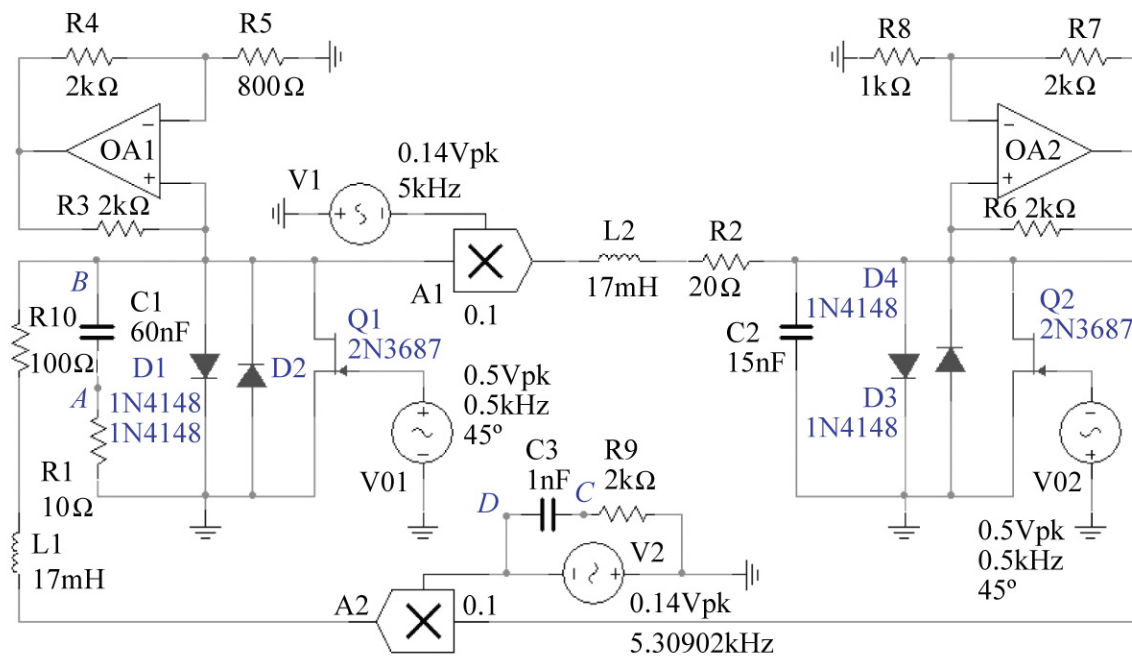 R4
2kΩ
R5
800Ω
OA1
R3 2kΩ
V1
0.14Vpk
5kHz
A1
0.1
L2
17mH
R2
20Ω
R8
1kΩ
R7
2kΩ
OA2
R6 2kΩ
B
C1
60nF
R10
100Ω
A
D1
1N4148
1N4148
D2
Q1
2N3687
0.5Vpk
0.5kHz
45º
V01
R1
10Ω
L1
17mH
C2
15nF
D4
1N4148
D3
1N4148
Q2
2N3687
V02
0.5Vpk
0.5kHz
45º
C3
1nF
R9
2kΩ
D
C
V2
0.14Vpk
5.30902kHz
A2
0.1